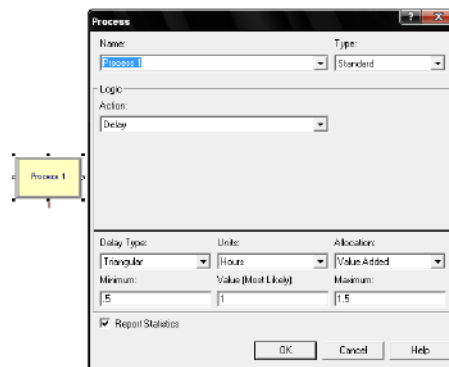 Process
Name: Type:
Process 1 Standard
Logic
Action:
Delay
Process 1
Delay Type: Units: Allocation:
Triangular Hours Value Added
Minimum: Value (Most Likely): Maximum:
.5 1 1.5
Report Statistics
OK Cancel Help